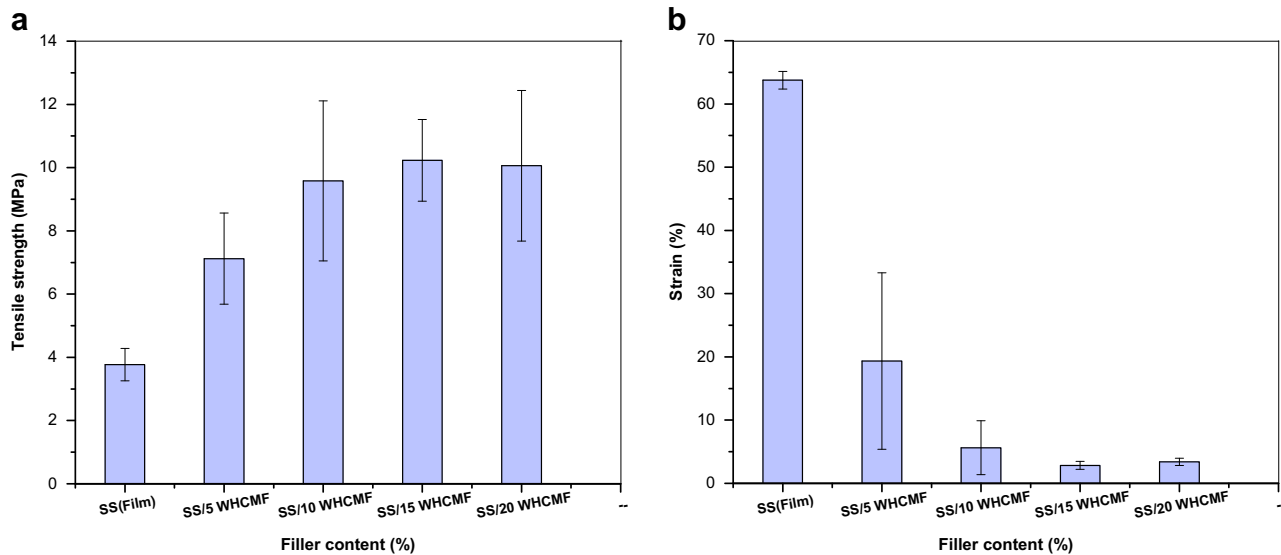 a
14
12
10
8
6
4
2
0
Tensile strength (MPa)
SS(Film)
SS/5 WHCMF
SS/10 WHCMF
SS/15 WHCMF
SS/20 WHCMF
--
Filler content (%)
b
70
60
50
40
30
20
10
0
Strain (%)
SS(Film)
SS/5 WHCMF
SS/10 WHCMF
SS/15 WHCMF
SS/20 WHCMF
Filler content (%)